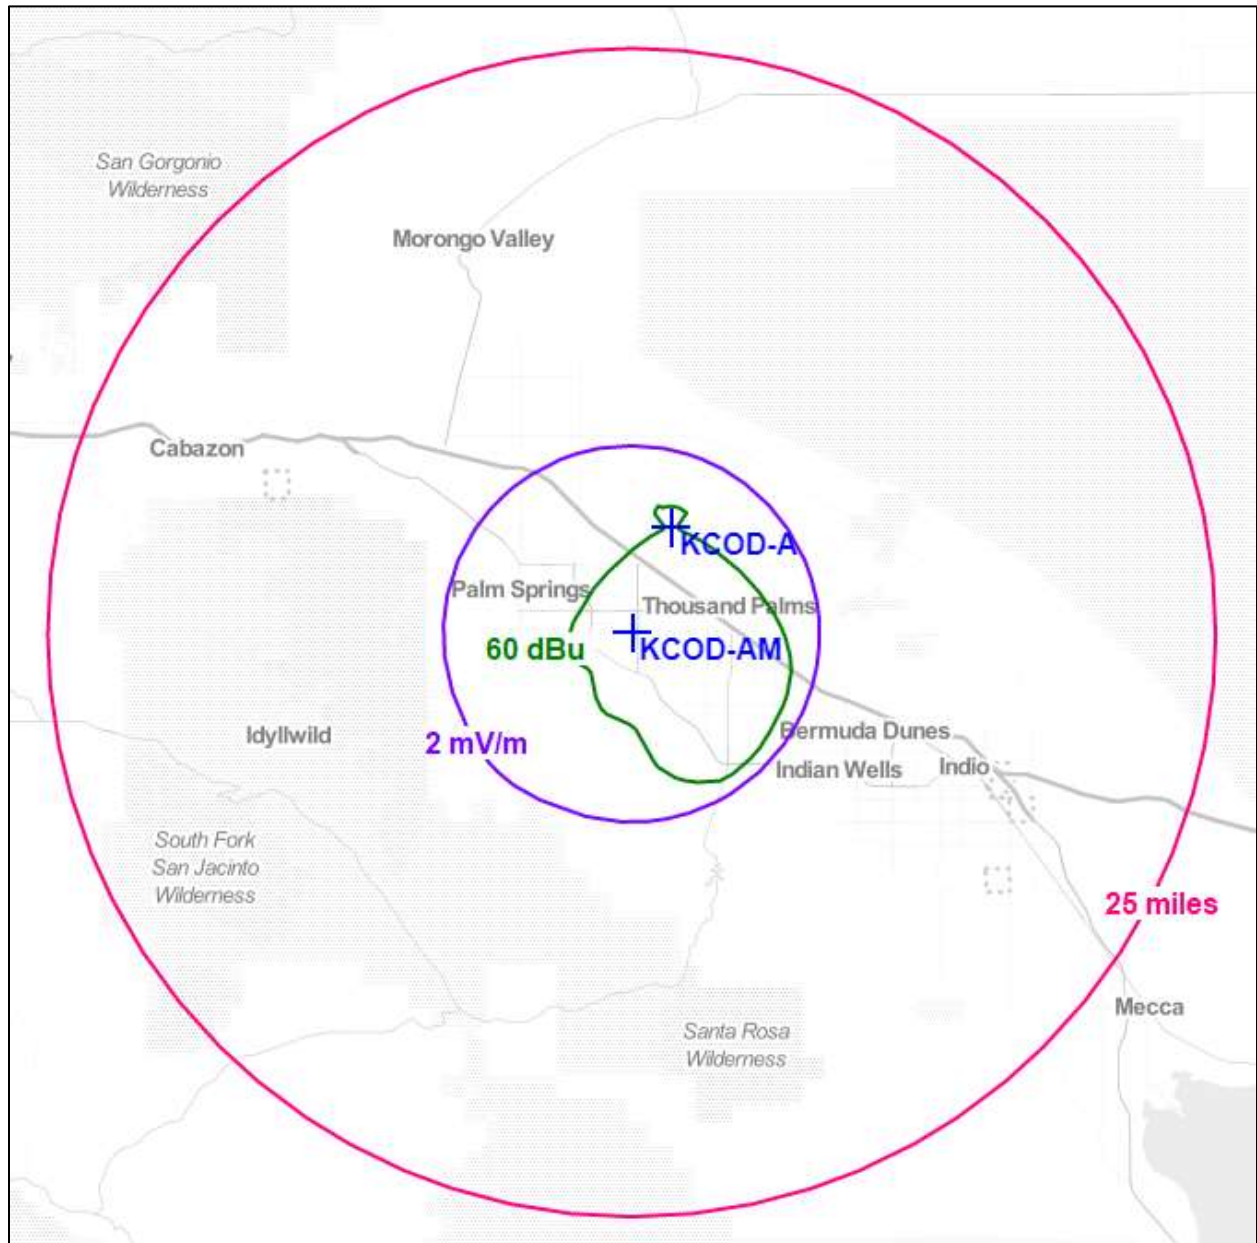 San Gorgonio
Wilderness
Morongo Valley
Cabazon
KCOD-A
Palm Springs
Thousand Palms
60 dBu
KCOD-AM
2 mV/m
Idyllwild
Bermuda Dunes
Indian Wells
Indio
South Fork
San Jacinto
Wilderness
25 miles
Mecca
Santa Rosa
Wilderness